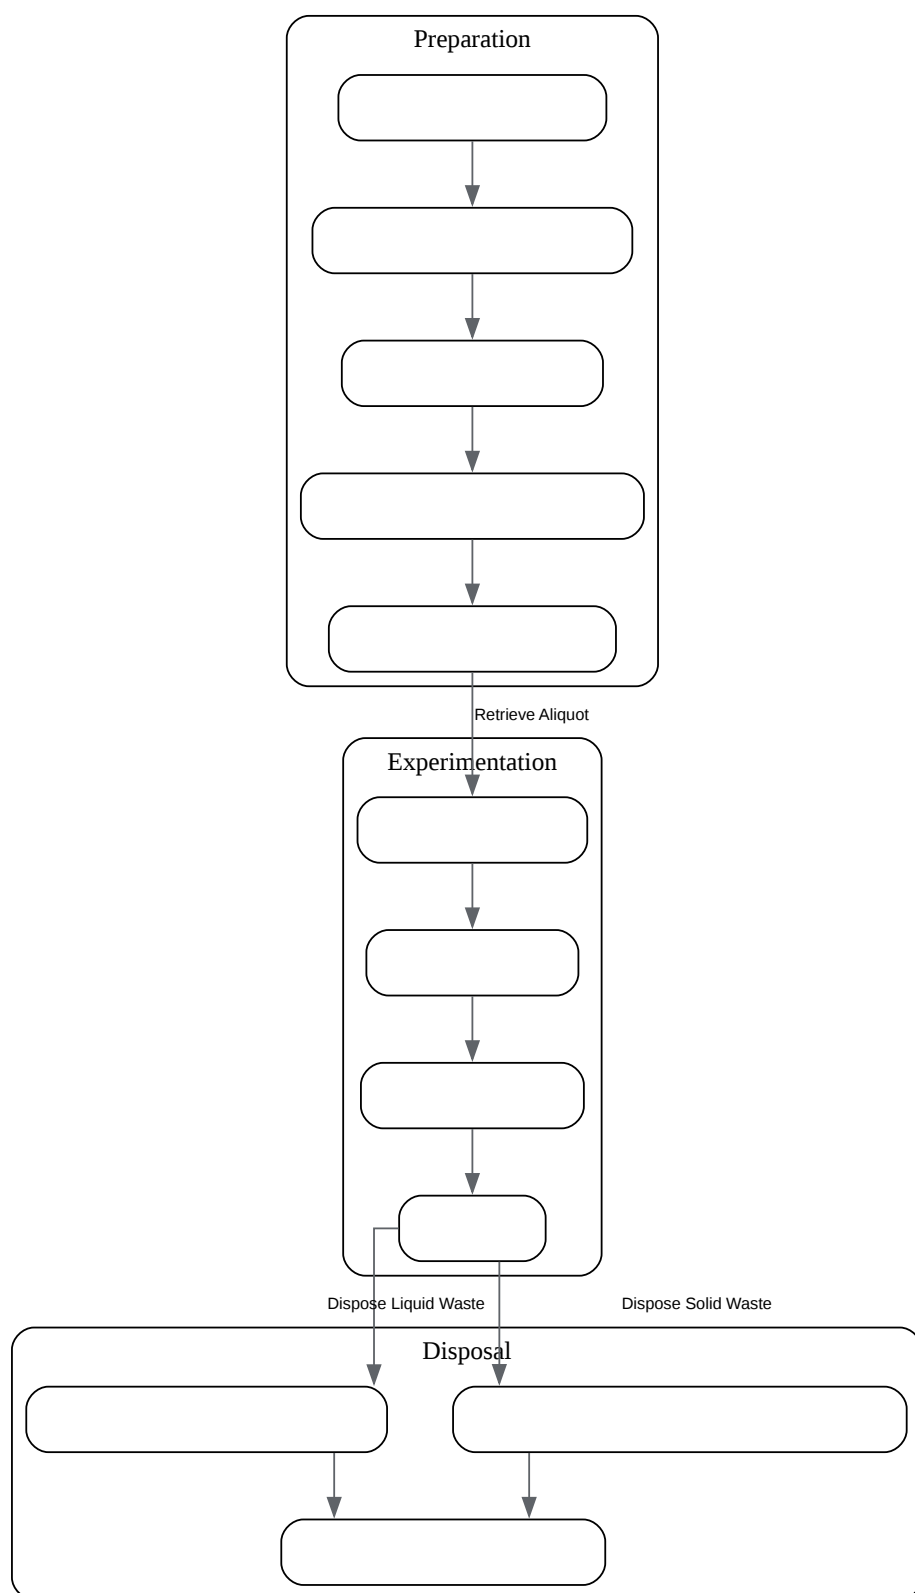 Preparation
Retrieve Aliquot
Experimentation
Dispose Liquid Waste
Dispose Solid Waste
Disposal